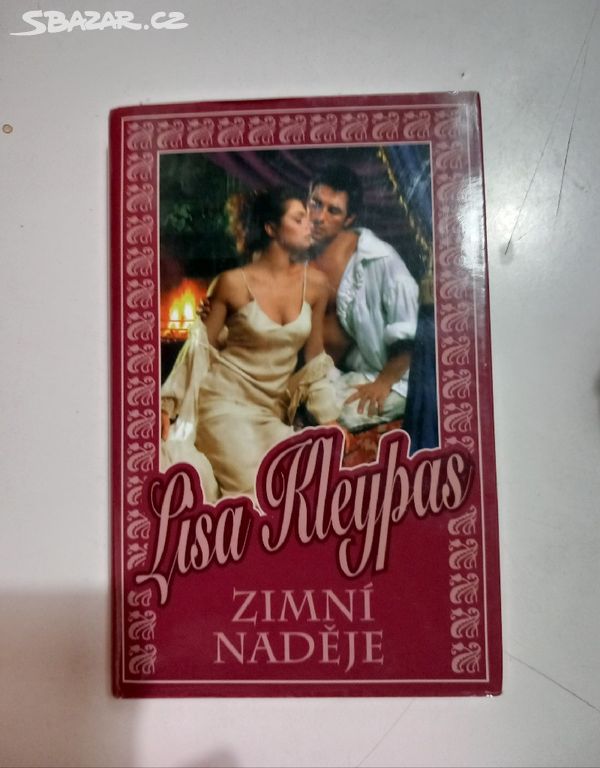 SBAZAR.CZ
Lisa Kleypas
ZIMNÍ
NADĚJE